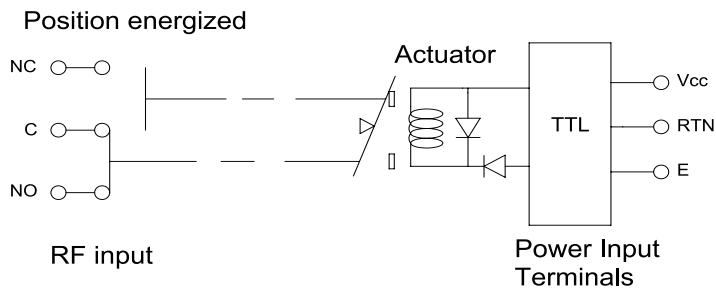 Position energized
NC
C
NO
RF input
Actuator
TTL
Vcc
RTN
E
Power Input
Terminals